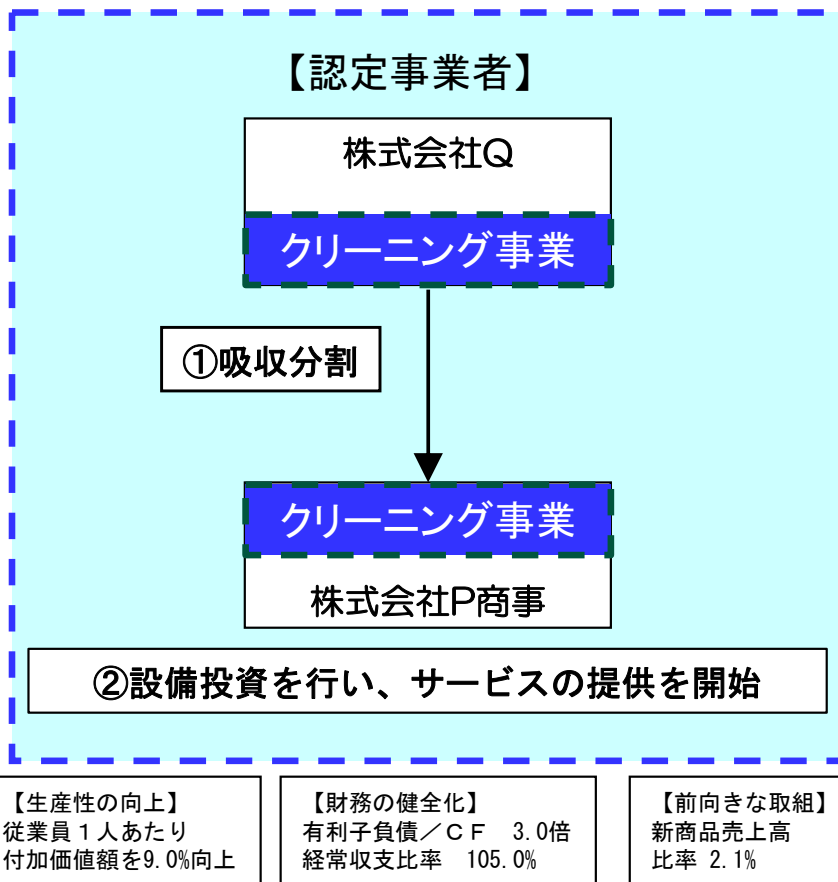 【認定事業者】
株式会社Q
クリーニング事業
①吸収分割
クリーニング事業
株式会社P商事
②設備投資を行い、サービスの提供を開始
【生産性の向上】
従業員１人あたり
付加価値額を9.0%向上
【財務の健全化】
有利子負債／ＣＦ　3.0倍
経常収支比率　105.0%
【前向きな取組】
新商品売上高
比率 2.1%